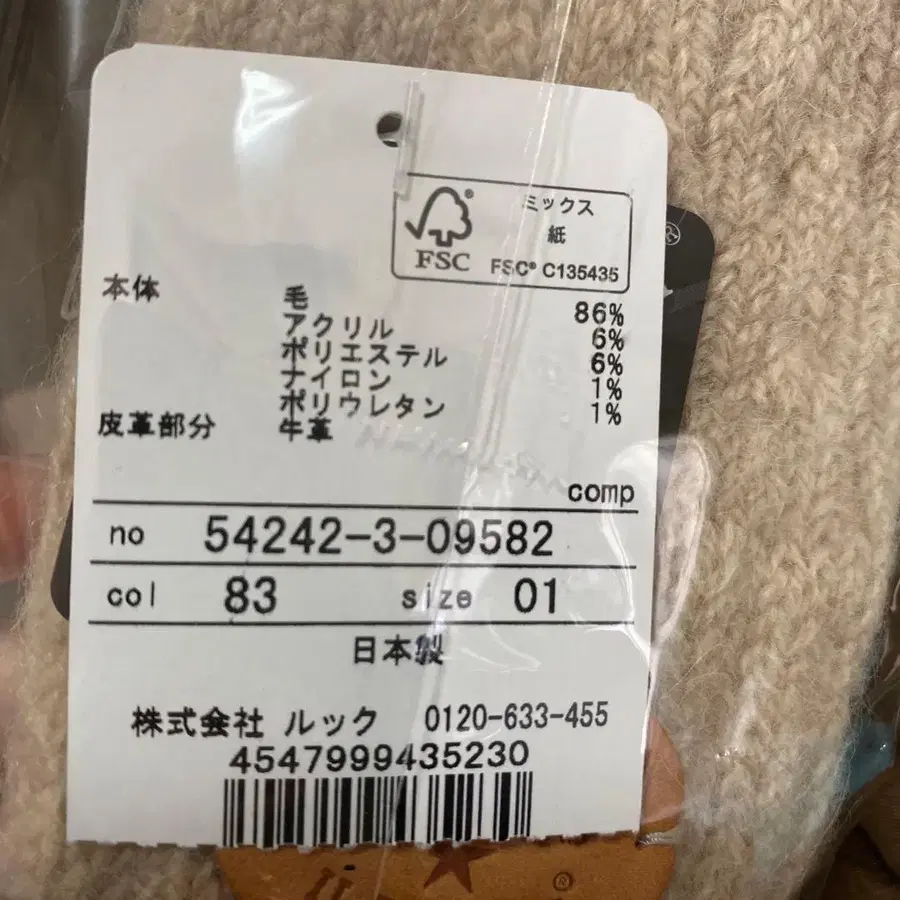 ミックス
紙
FSC® C135435
FSC
本体 毛 86%
アクリル 6%
ポリエステル 6%
ナイロン 1%
ポリウレタン 1%
皮革部分 牛革
comp
no 54242-3-09582
col 83 size 01
日本製
株式会社 ルック 0120-633-455
4547999435230
®
®